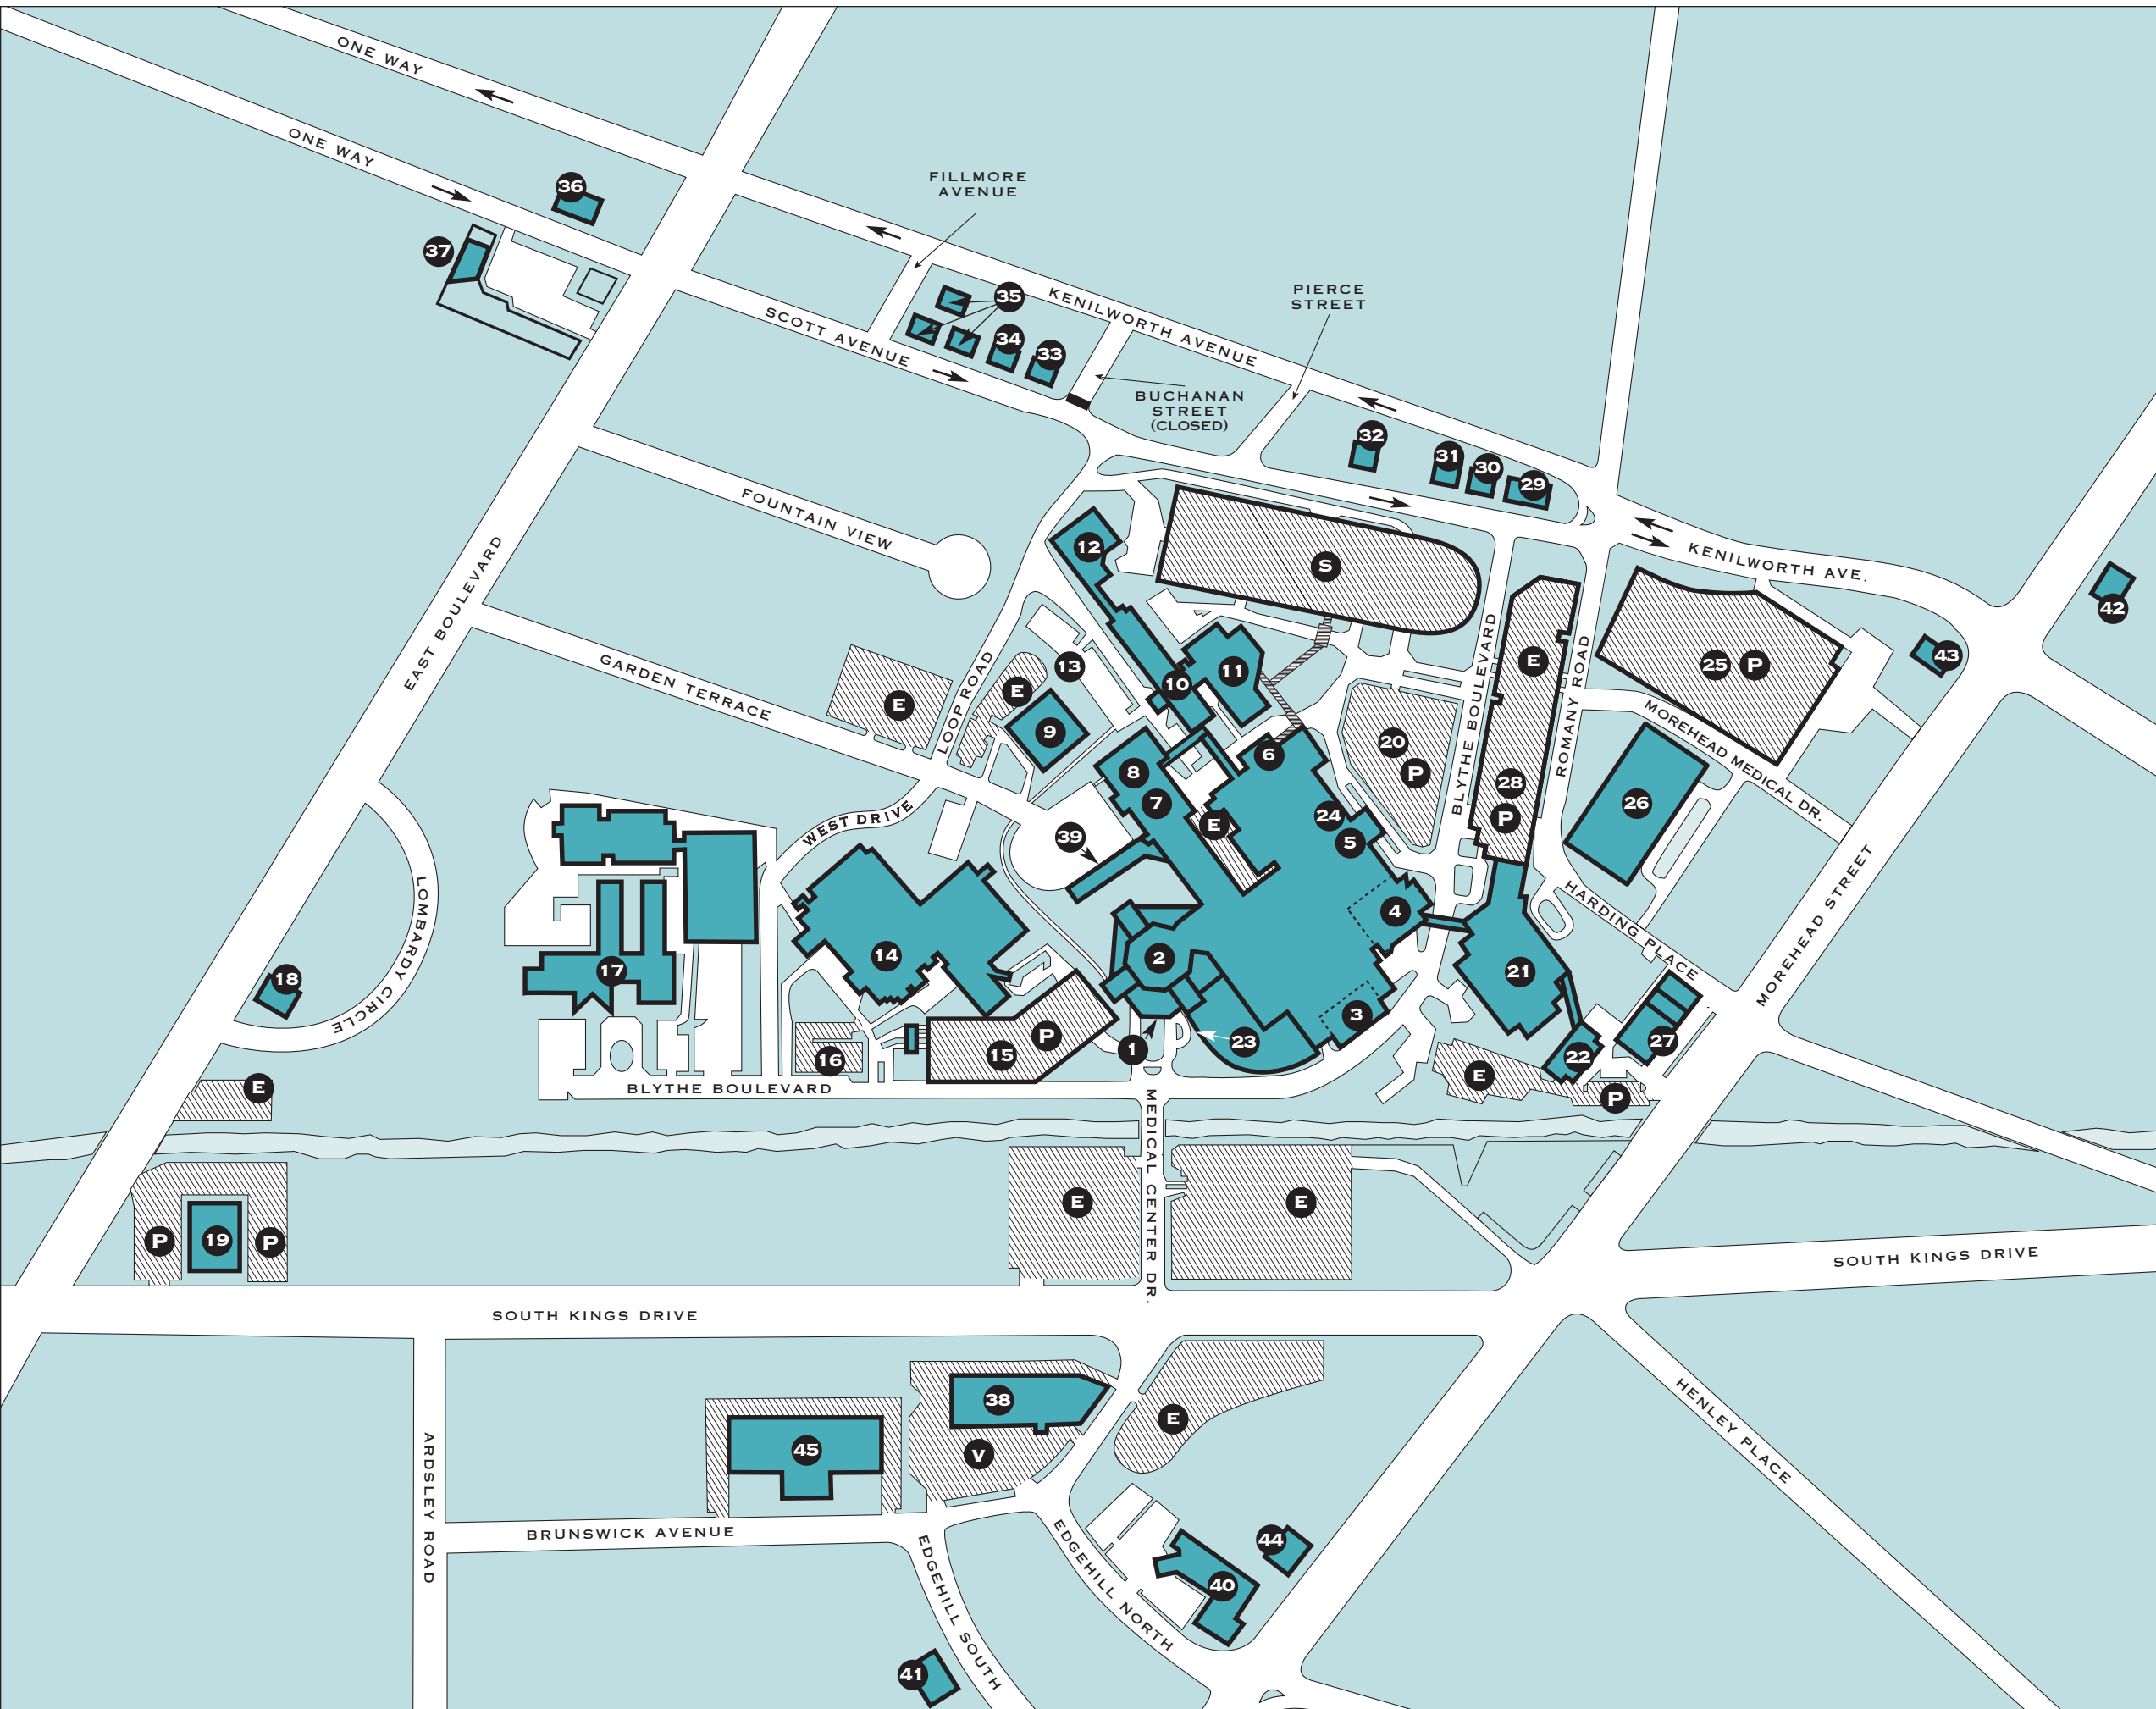 ONE WAY
ONE WAY
36
37
FILLMORE
AVENUE
PIERCE
STREET
35
34
33
KENILWORTH AVENUE
SCOTT AVENUE
BUCHANAN
STREET
(CLOSED)
32
31
30
29
FOUNTAIN VIEW
EAST BOULEVARD
12
S
KENILWORTH AVE.
42
43
GARDEN TERRACE
LOOP ROAD
E
E
13
9
10
11
E
BLYTHE BOULEVARD
ROMANY ROAD
25
P
MOREHEAD MEDICAL DR.
20
P
6
8
7
E
24
5
28
P
26
39
WEST DRIVE
LOMBARDY CIRCLE
HARDING PLACE
MOREHEAD STREET
4
2
14
17
18
21
3
23
1
P
15
16
22
27
E
P
E
BLYTHE BOULEVARD
MEDICAL CENTER DR.
P
19
P
E
E
SOUTH KINGS DRIVE
SOUTH KINGS DRIVE
38
V
45
E
HENLEY PLACE
ARDSLEY ROAD
BRUNSWICK AVENUE
EDGEHILL SOUTH
EDGEHILL NORTH
44
40
41